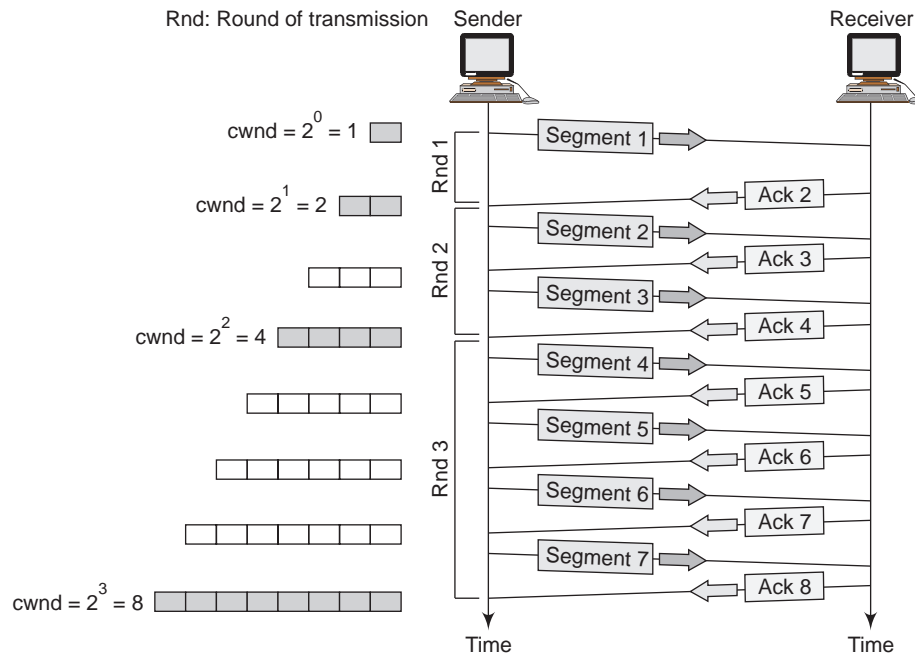 Rnd: Round of transmission
Sender
Receiver
cwnd = 2^0 = 1
Rnd 1
Segment 1
Ack 2
cwnd = 2^1 = 2
Rnd 2
Segment 2
Ack 3
Segment 3
Ack 4
cwnd = 2^2 = 4
Rnd 3
Segment 4
Ack 5
Segment 5
Ack 6
Segment 6
Ack 7
Segment 7
Ack 8
cwnd = 2^3 = 8
Time
Time